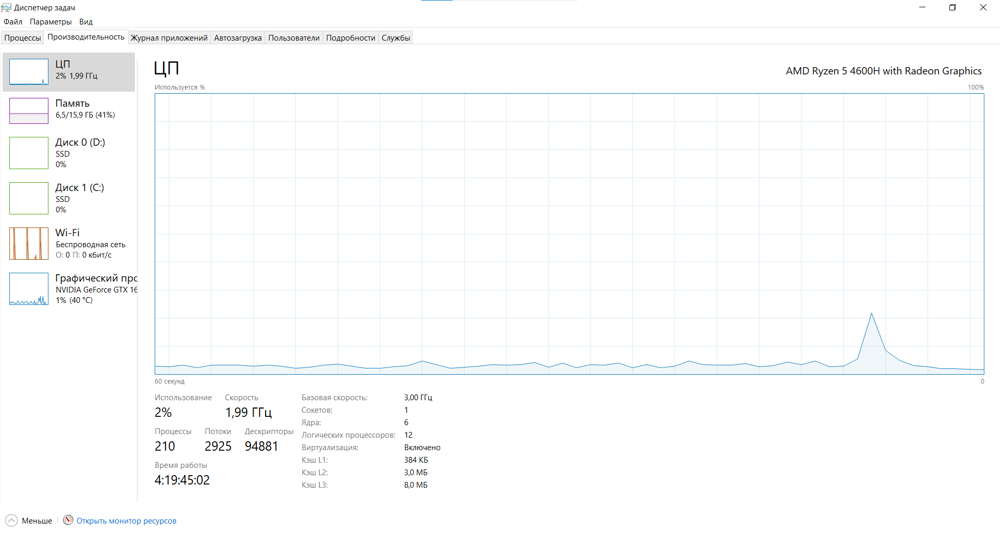 Диспетчер задач
Файл Параметры Вид
Процессы Производительность Журнал приложений Автозагрузка Пользователи Подробности Службы
ЦП
2% 1,99 ГГц
Память
6,5/15,9 ГБ (41%)
Диск 0 (D:)
SSD
0%
Диск 1 (C:)
SSD
0%
Wi-Fi
Беспроводная сеть
О: 0 П: 0 кбит/с
Графический про
NVIDIA GeForce GTX 16
1% (40 °C)
ЦП
AMD Ryzen 5 4600H with Radeon Graphics
Используется %
100%
60 секунд
0
Использование Скорость
2% 1,99 ГГц
Процессы Потоки Дескрипторы
210 2925 94881
Время работы
4:19:45:02
Базовая скорость: 3,00 ГГц
Сокетов: 1
Ядра: 6
Логических процессоров: 12
Виртуализация: Включено
Кэш L1: 384 КБ
Кэш L2: 3,0 МБ
Кэш L3: 8,0 МБ
Меньше
Открыть монитор ресурсов